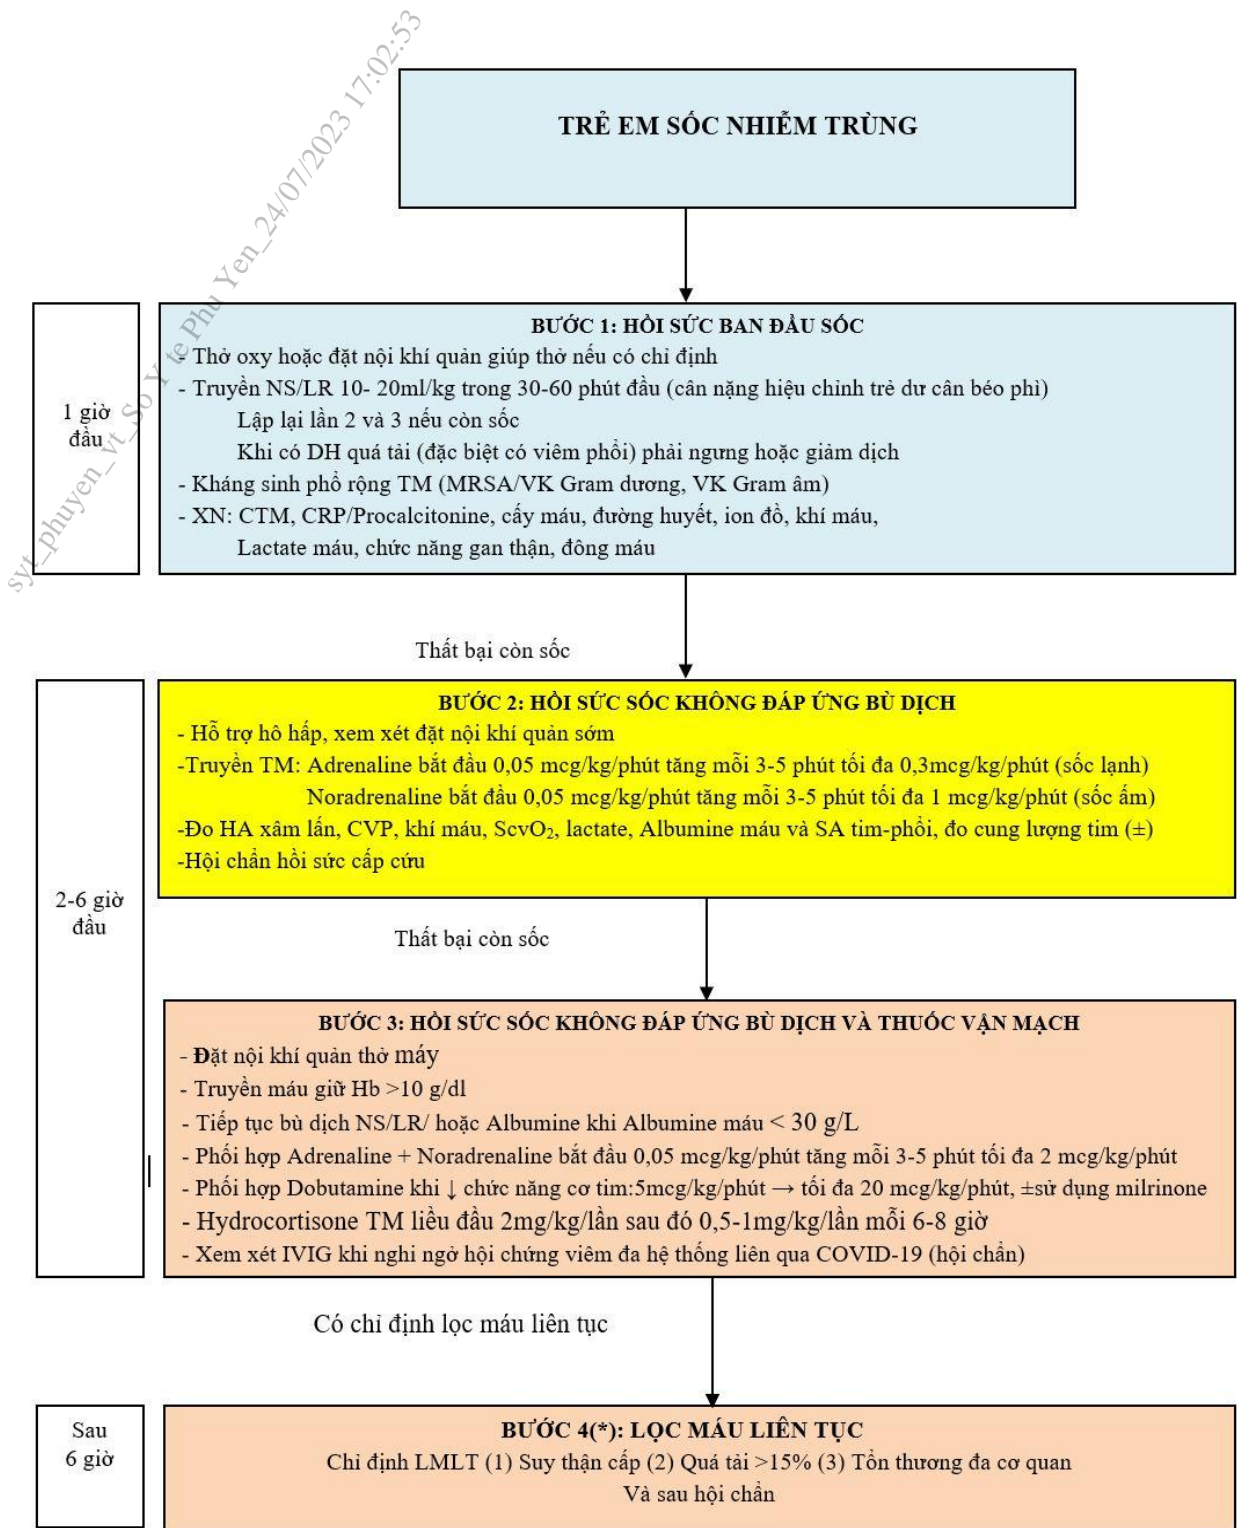 syt_phuyen_vt_So Y te Phu Yen_24/07/2023 17:02:53
TRẺ EM SỐC NHIỄM TRÙNG
1 giờ
đầu
BƯỚC 1: HỒI SỨC BAN ĐẦU SỐC
- Thở oxy hoặc đặt nội khí quản giúp thở nếu có chỉ định
- Truyền NS/LR 10- 20ml/kg trong 30-60 phút đầu (cân nặng hiệu chỉnh trẻ dư cân béo phì)
Lập lại lần 2 và 3 nếu còn sốc
Khi có DH quá tải (đặc biệt có viêm phổi) phải ngưng hoặc giảm dịch
- Kháng sinh phổ rộng TM (MRSA/VK Gram dương, VK Gram âm)
- XN: CTM, CRP/Procalcitonine, cấy máu, đường huyết, ion đồ, khí máu,
Lactate máu, chức năng gan thận, đông máu
Thất bại còn sốc
2-6 giờ
đầu
BƯỚC 2: HỒI SỨC SỐC KHÔNG ĐÁP ỨNG BÙ DỊCH
- Hỗ trợ hô hấp, xem xét đặt nội khí quản sớm
-Truyền TM: Adrenaline bắt đầu 0,05 mcg/kg/phút tăng mỗi 3-5 phút tối đa 0,3mcg/kg/phút (sốc lạnh)
Noradrenaline bắt đầu 0,05 mcg/kg/phút tăng mỗi 3-5 phút tối đa 1 mcg/kg/phút (sốc ấm)
-Đo HA xâm lấn, CVP, khí máu, ScvO₂, lactate, Albumine máu và SA tim-phổi, đo cung lượng tim (±)
-Hội chẩn hồi sức cấp cứu
Thất bại còn sốc
BƯỚC 3: HỒI SỨC SỐC KHÔNG ĐÁP ỨNG BÙ DỊCH VÀ THUỐC VẬN MẠCH
- Đặt nội khí quản thở máy
- Truyền máu giữ Hb >10 g/dl
- Tiếp tục bù dịch NS/LR/ hoặc Albumine khi Albumine máu < 30 g/L
- Phối hợp Adrenaline + Noradrenaline bắt đầu 0,05 mcg/kg/phút tăng mỗi 3-5 phút tối đa 2 mcg/kg/phút
- Phối hợp Dobutamine khi ↓ chức năng cơ tim:5mcg/kg/phút → tối đa 20 mcg/kg/phút, ±sử dụng milrinone
- Hydrocortisone TM liều đầu 2mg/kg/lần sau đó 0,5-1mg/kg/lần mỗi 6-8 giờ
- Xem xét IVIG khi nghi ngờ hội chứng viêm đa hệ thống liên qua COVID-19 (hội chẩn)
Có chỉ định lọc máu liên tục
Sau
6 giờ
BƯỚC 4(*): LỌC MÁU LIÊN TỤC
Chỉ định LMLT (1) Suy thận cấp (2) Quá tải >15% (3) Tổn thương đa cơ quan
Và sau hội chẩn